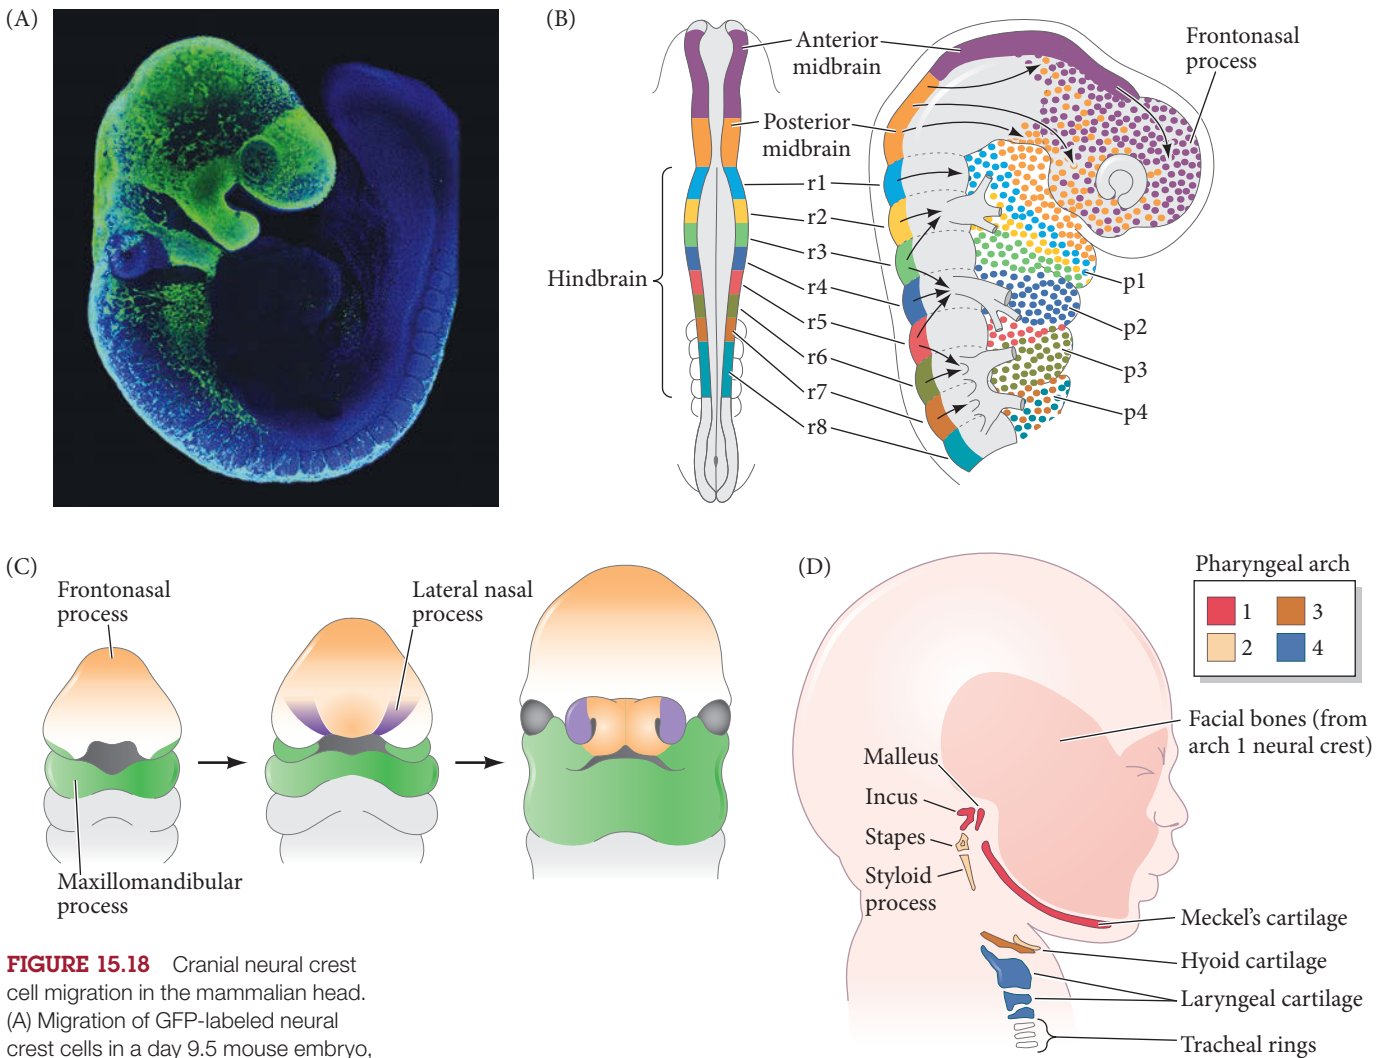 (A)
(B)
Anterior
midbrain
Frontonasal
process
Posterior
midbrain
r1
r2
r3
r4
r5
r6
r7
r8
Hindbrain
p1
p2
p3
p4
(C)
Frontonasal
process
Lateral nasal
process
Maxillomandibular
process
(D)
Pharyngeal arch
1
3
2
4
Facial bones (from
arch 1 neural crest)
Malleus
Incus
Stapes
Styloid
process
Meckel's cartilage
Hyoid cartilage
Laryngeal cartilage
Tracheal rings
FIGURE 15.18 Cranial neural crest
cell migration in the mammalian head.
(A) Migration of GFP-labeled neural
crest cells in a day 9.5 mouse embryo,